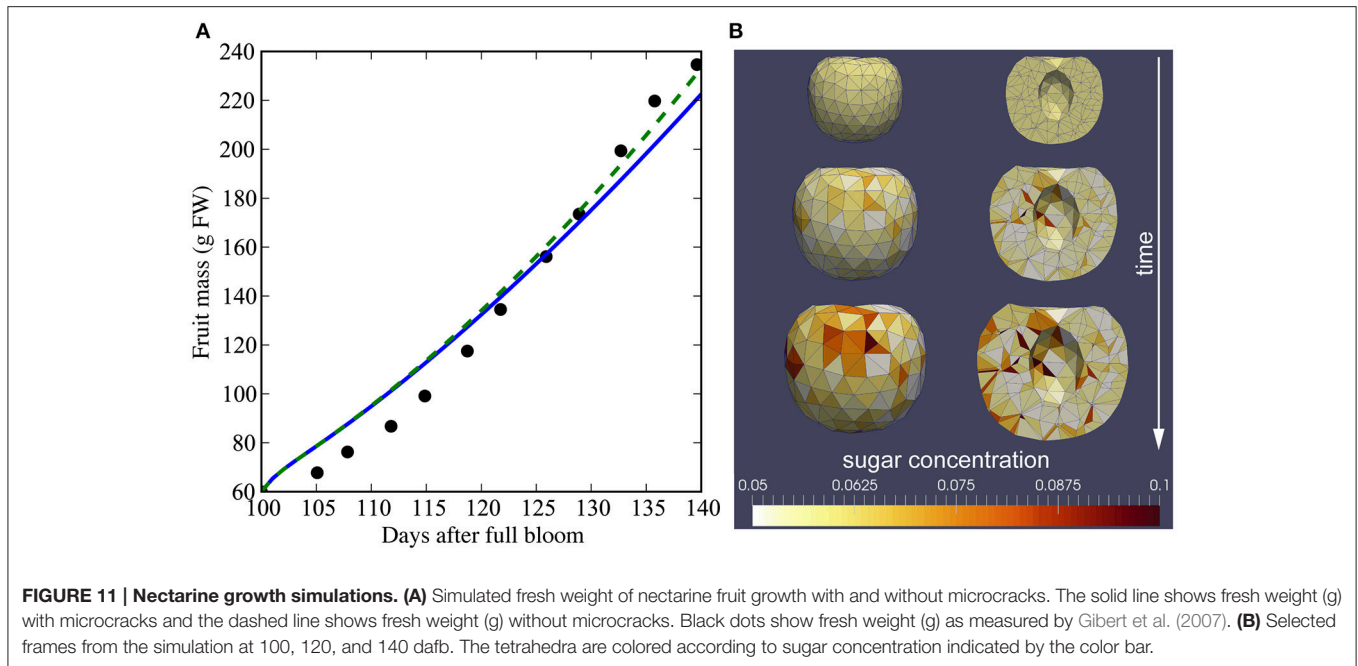 A
B
240
220
200
180
160
140
120
100
80
60
Fruit mass (g FW)
100 105 110 115 120 125 130 135 140
Days after full bloom
time
sugar concentration
0.05 0.0625 0.075 0.0875 0.1
FIGURE 11 | Nectarine growth simulations. (A) Simulated fresh weight of nectarine fruit growth with and without microcracks. The solid line shows fresh weight (g)
with microcracks and the dashed line shows fresh weight (g) without microcracks. Black dots show fresh weight (g) as measured by Gibert et al. (2007). (B) Selected
frames from the simulation at 100, 120, and 140 dafb. The tetrahedra are colored according to sugar concentration indicated by the color bar.